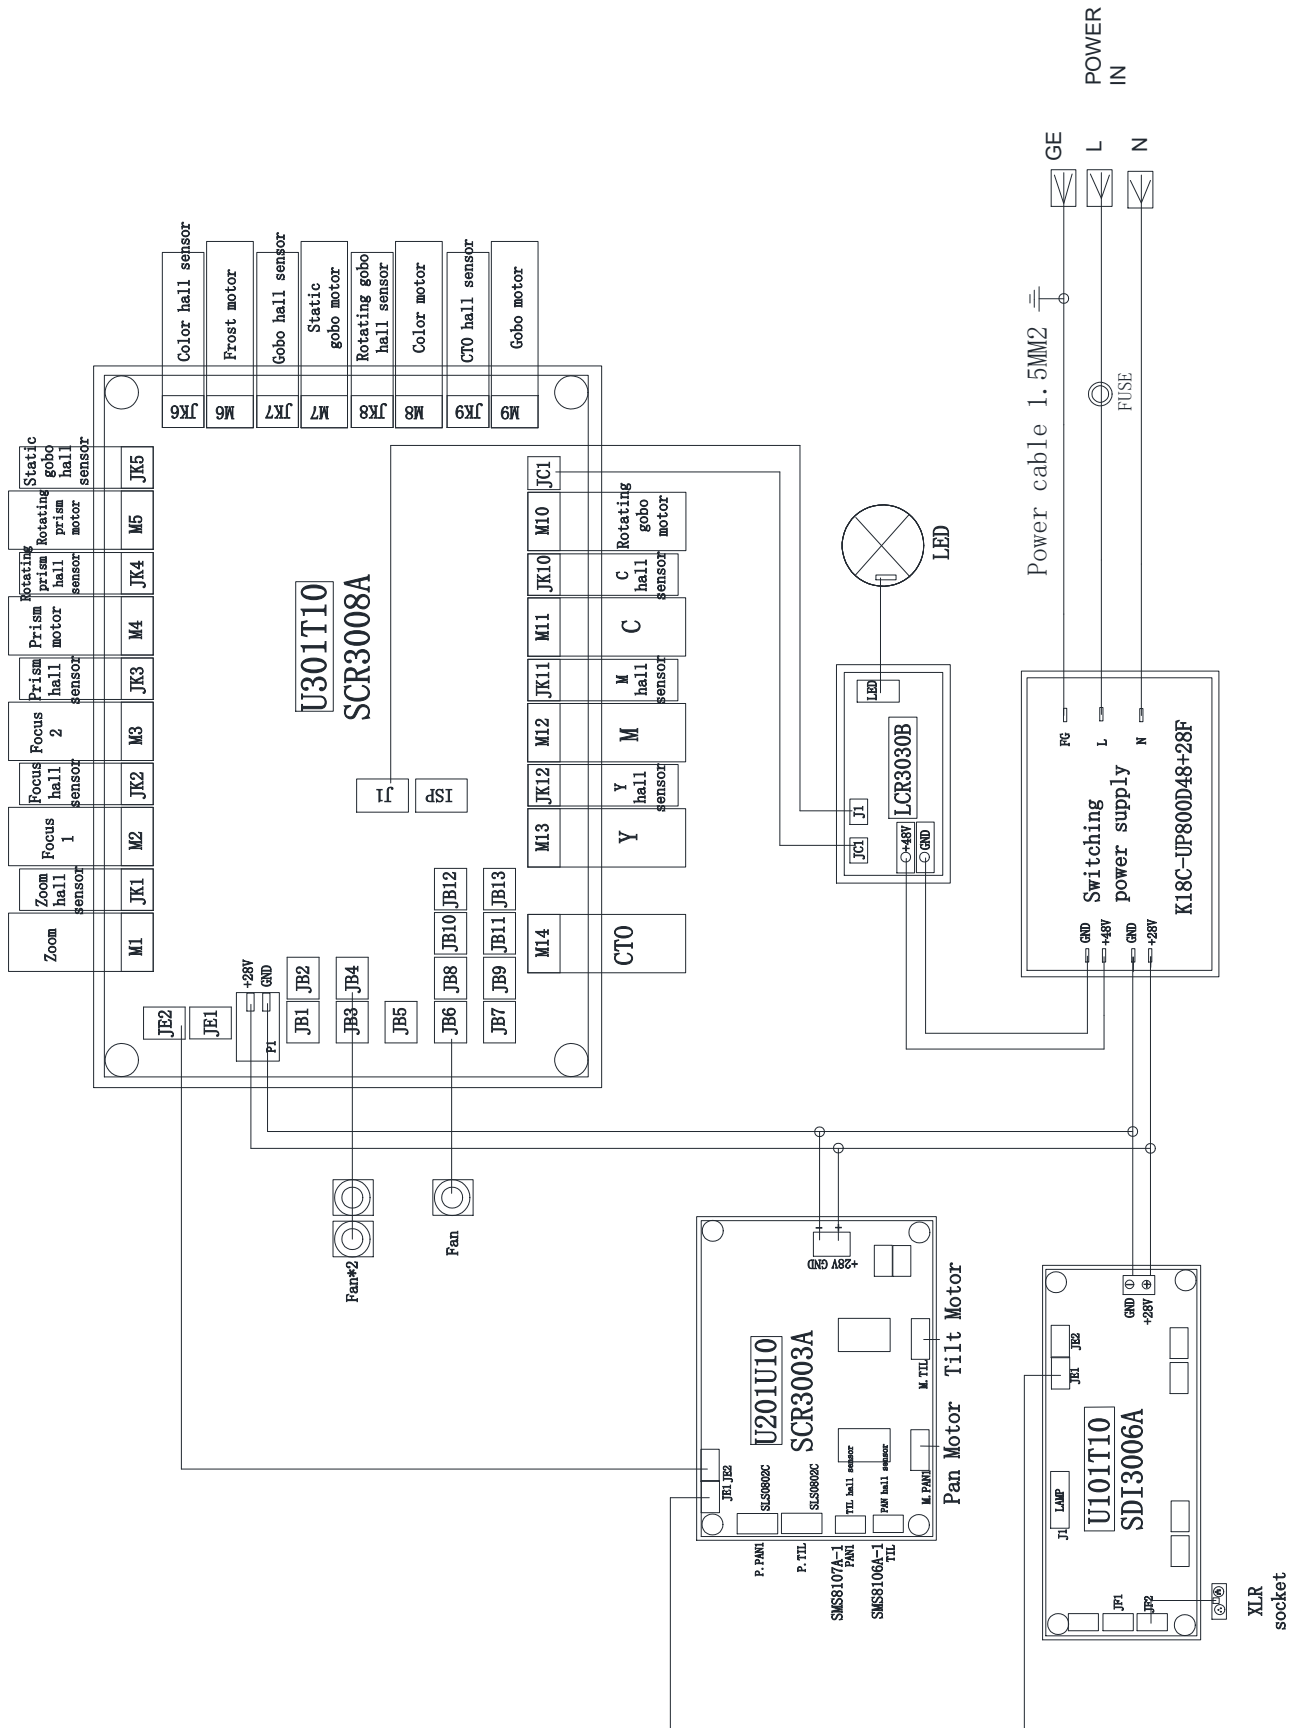 POWER
IN
GE
L
N
Power cable 1.5MM2
FUSE
Color hall sensor
JK6
Frost motor
M6
Gobo hall sensor
JK7
Static
gobo motor
M7
Rotating gobo
hall sensor
JK8
Color motor
M8
CTO hall sensor
JK9
Gobo motor
M9
Static
gobo
hall
sensor
JK5
Rotating
prism
motor
M5
Rotating
prism
hall
sensor
JK4
Prism
motor
M4
Prism
hall
sensor
JK3
Focus
2
M3
Focus
hall
sensor
JK2
Focus
1
M2
Zoom
hall
sensor
JK1
Zoom
M1
U301T10
SCR3008A
J1
ISP
JC1
M10
Rotating
gobo
motor
JK10
C
hall
sensor
M11
C
JK11
M
hall
sensor
M12
M
JK12
Y
hall
sensor
M13
Y
M14
CTO
JE2
JE1
+28V
GND
P1
JB2
JB1
JB4
JB3
JB5
JB12
JB10
JB8
JB6
JB13
JB11
JB9
JB7
Fan*2
Fan
LED
LED
LCR3030B
J1
JC1
+48V
GND
FG
L
N
Switching
power supply
K18C-UP800D48+28F
GND
+48V
GND
+28V
- +
+28V GND
U201U10
SCR3003A
JE1 JE2
SLS0802C
P.PAN1
SLS0802C
P.TIL
TIL hall sensor
SMS8107A-1
PAN1
PAN hall sensor
SMS8106A-1
TIL
M.TIL
M.PAN1
Pan Motor
Tilt Motor
GND
+28V
JE2
JE1
U101T10
SDI3006A
LAMP
J1
JF1
JF2
XLR
socket